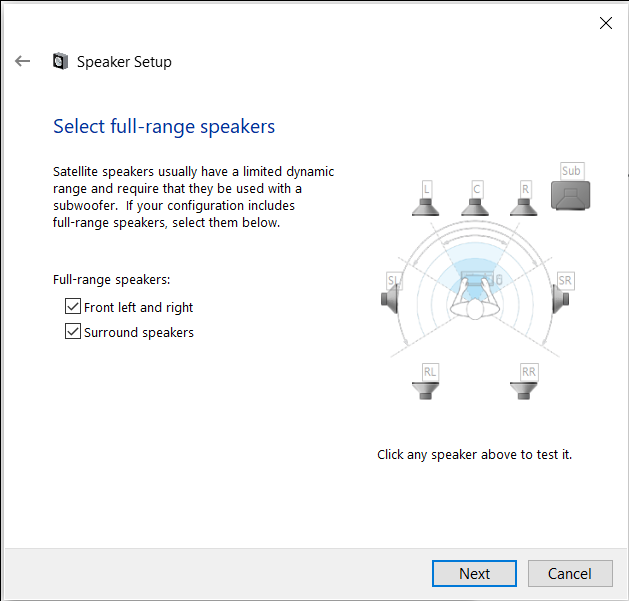 Speaker Setup
Select full-range speakers
Satellite speakers usually have a limited dynamic
range and require that they be used with a
subwoofer.  If your configuration includes
full-range speakers, select them below.
Full-range speakers:
Front left and right
Surround speakers
L
C
R
Sub
SL
SR
RL
RR
Click any speaker above to test it.
Next
Cancel